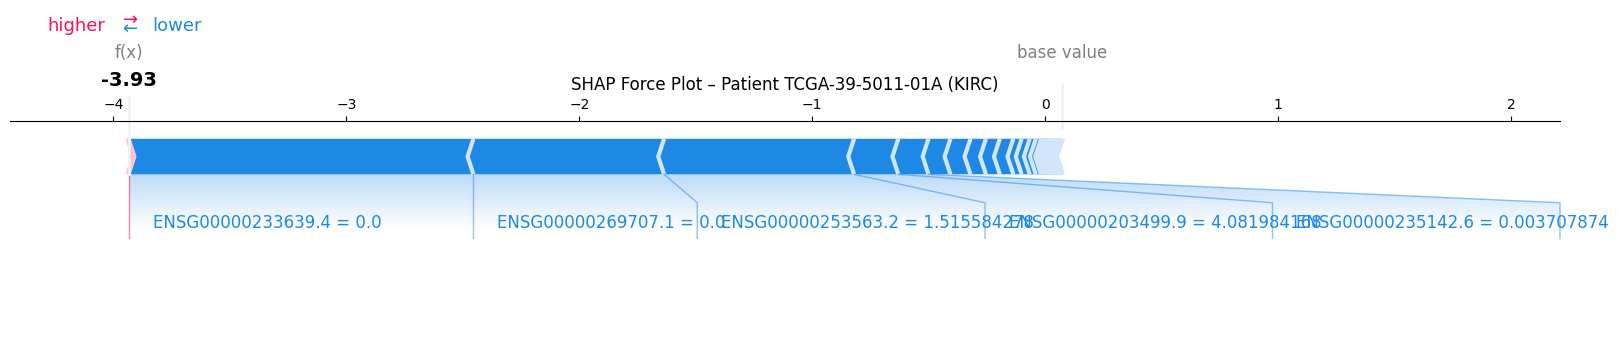 higher ⇄ lower
f(x)
base value
-3.93
SHAP Force Plot – Patient TCGA-39-5011-01A (KIRC)
−4 −3 −2 −1 0 1 2
ENSG00000233639.4 = 0.0
ENSG00000269707.1 = 0.0
ENSG00000253563.2 = 1.515584278
ENSG00000203499.9 = 4.081984168
ENSG00000235142.6 = 0.003707874